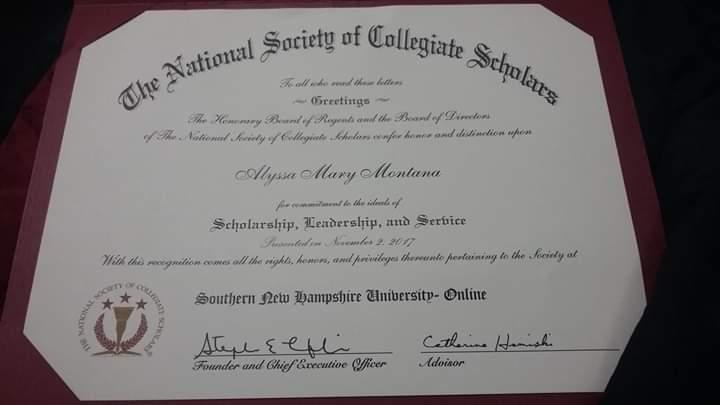 The National Society of Collegiate Scholars
To all who read these letters
~ Greetings ~
The Honorary Board of Regents and the Board of Directors
of The National Society of Collegiate Scholars confer honor and distinction upon
Alyssa Mary Montana
for commitment to the ideals of
Scholarship, Leadership, and Service
Presented on November 2, 2017
With this recognition comes all the rights, honors, and privileges thereunto pertaining to the Society at
Southern New Hampshire University- Online
THE NATIONAL SOCIETY OF COLLEGIATE SCHOLARS
Catherine
Founder and Chief Executive Officer
Advisor